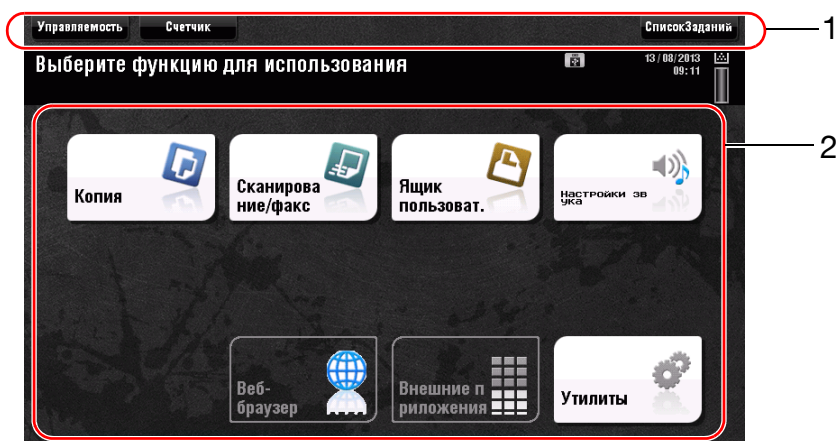 Управляемость Счетчик СписокЗаданий
1
Выберите функцию для использования 13/08/2013
09:11
2
Копия
Сканирова
ние/факс
Ящик
пользоват.
Настройки зв
ука
Веб-
браузер
Внешние п
риложения
Утилиты